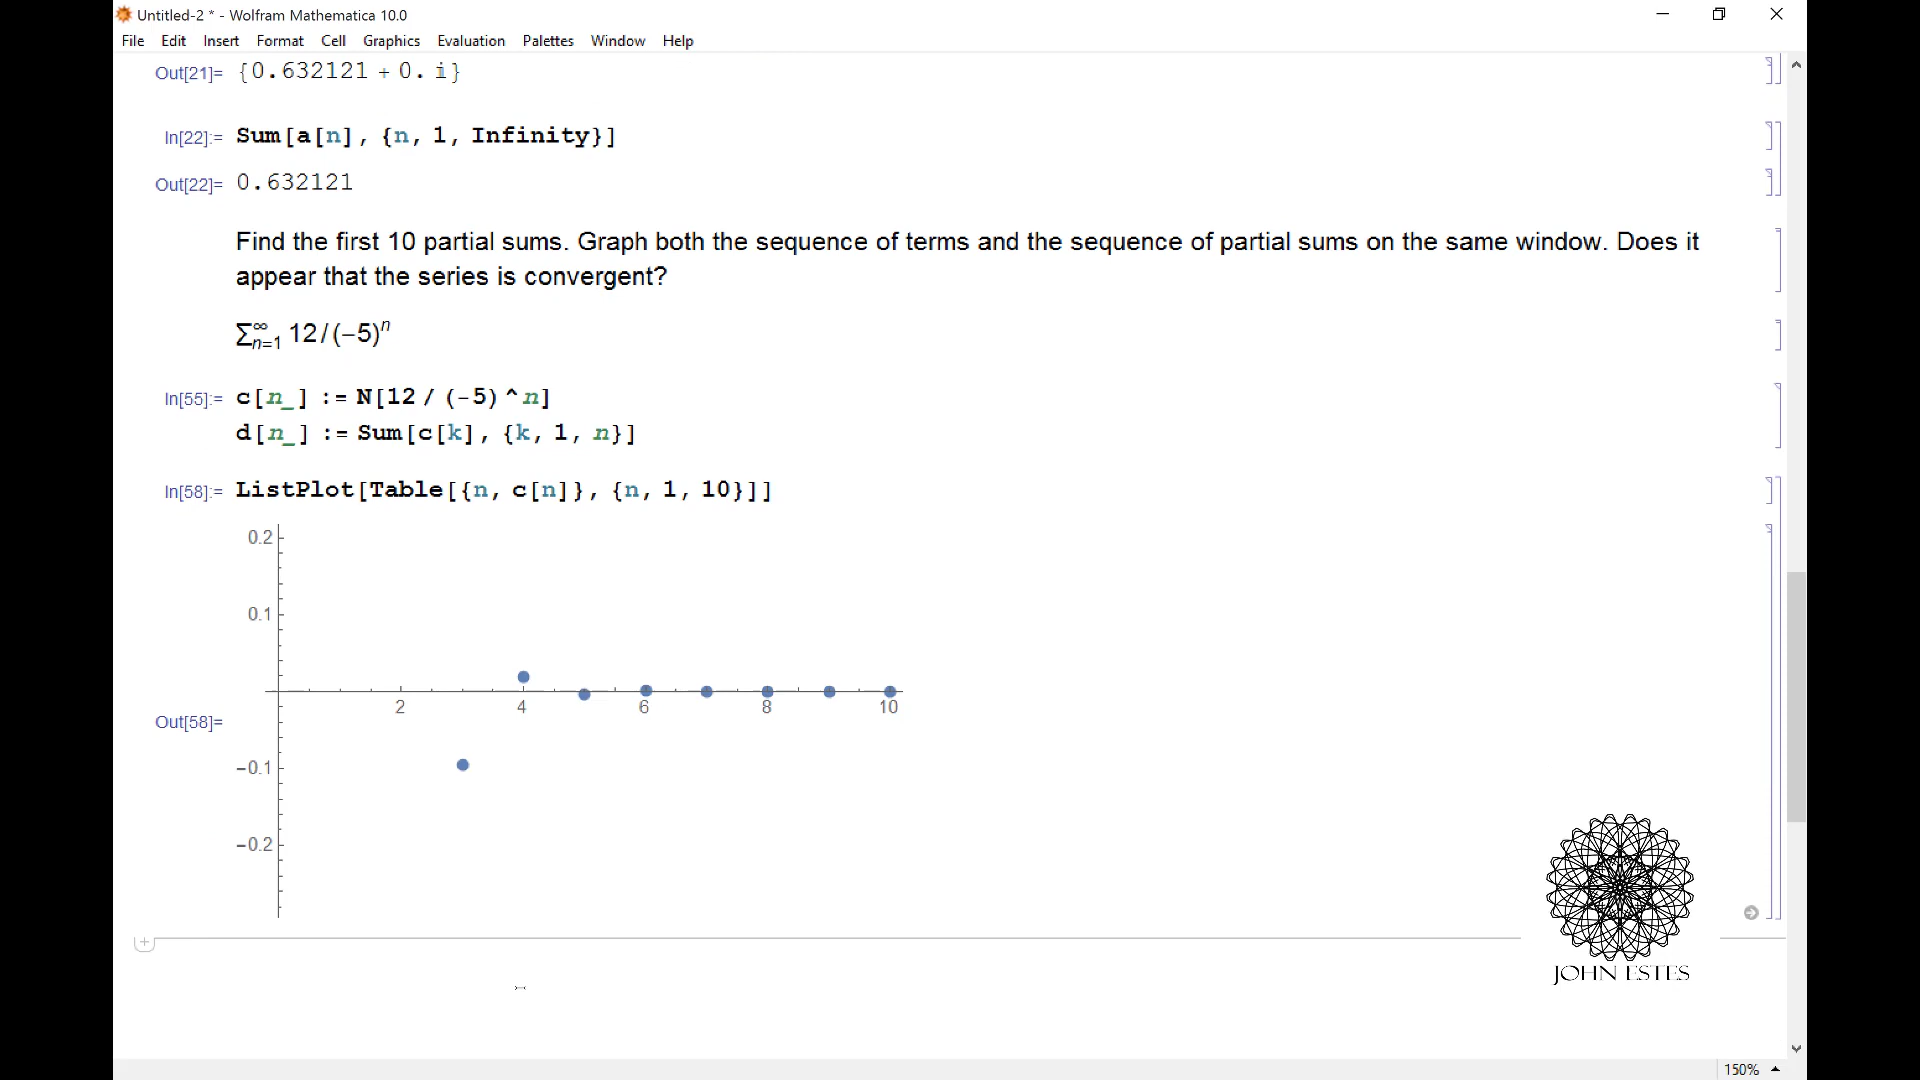 Untitled-2 * - Wolfram Mathematica 10.0
File Edit Insert Format Cell Graphics Evaluation Palettes Window Help
Out[21]= {0.632121 + 0. i}
In[22]:= Sum[a[n], {n, 1, Infinity}]
Out[22]= 0.632121
Find the first 10 partial sums. Graph both the sequence of terms and the sequence of partial sums on the same window. Does it
appear that the series is convergent?
∑_{n=1}^{∞} 12/(−5)^n
In[55]:= c[n_] := N[12 / (-5) ^ n]
d[n_] := Sum[c[k], {k, 1, n}]
In[58]:= ListPlot[Table[{n, c[n]}, {n, 1, 10}]]
0.2
0.1
2 4 6 8 10
Out[58]=
−0.1
−0.2
JOHN ESTES
150%